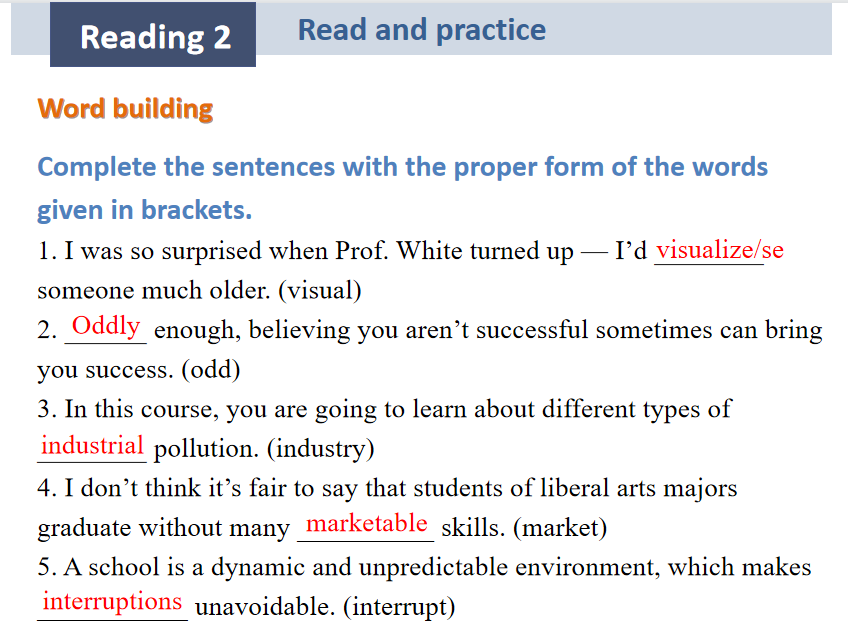 Reading 2
Read and practice
Word building
Complete the sentences with the proper form of the words
given in brackets.
1. I was so surprised when Prof. White turned up — I’d visualize/se
someone much older. (visual)
2. Oddly enough, believing you aren’t successful sometimes can bring
you success. (odd)
3. In this course, you are going to learn about different types of
industrial pollution. (industry)
4. I don’t think it’s fair to say that students of liberal arts majors
graduate without many marketable skills. (market)
5. A school is a dynamic and unpredictable environment, which makes
interruptions unavoidable. (interrupt)